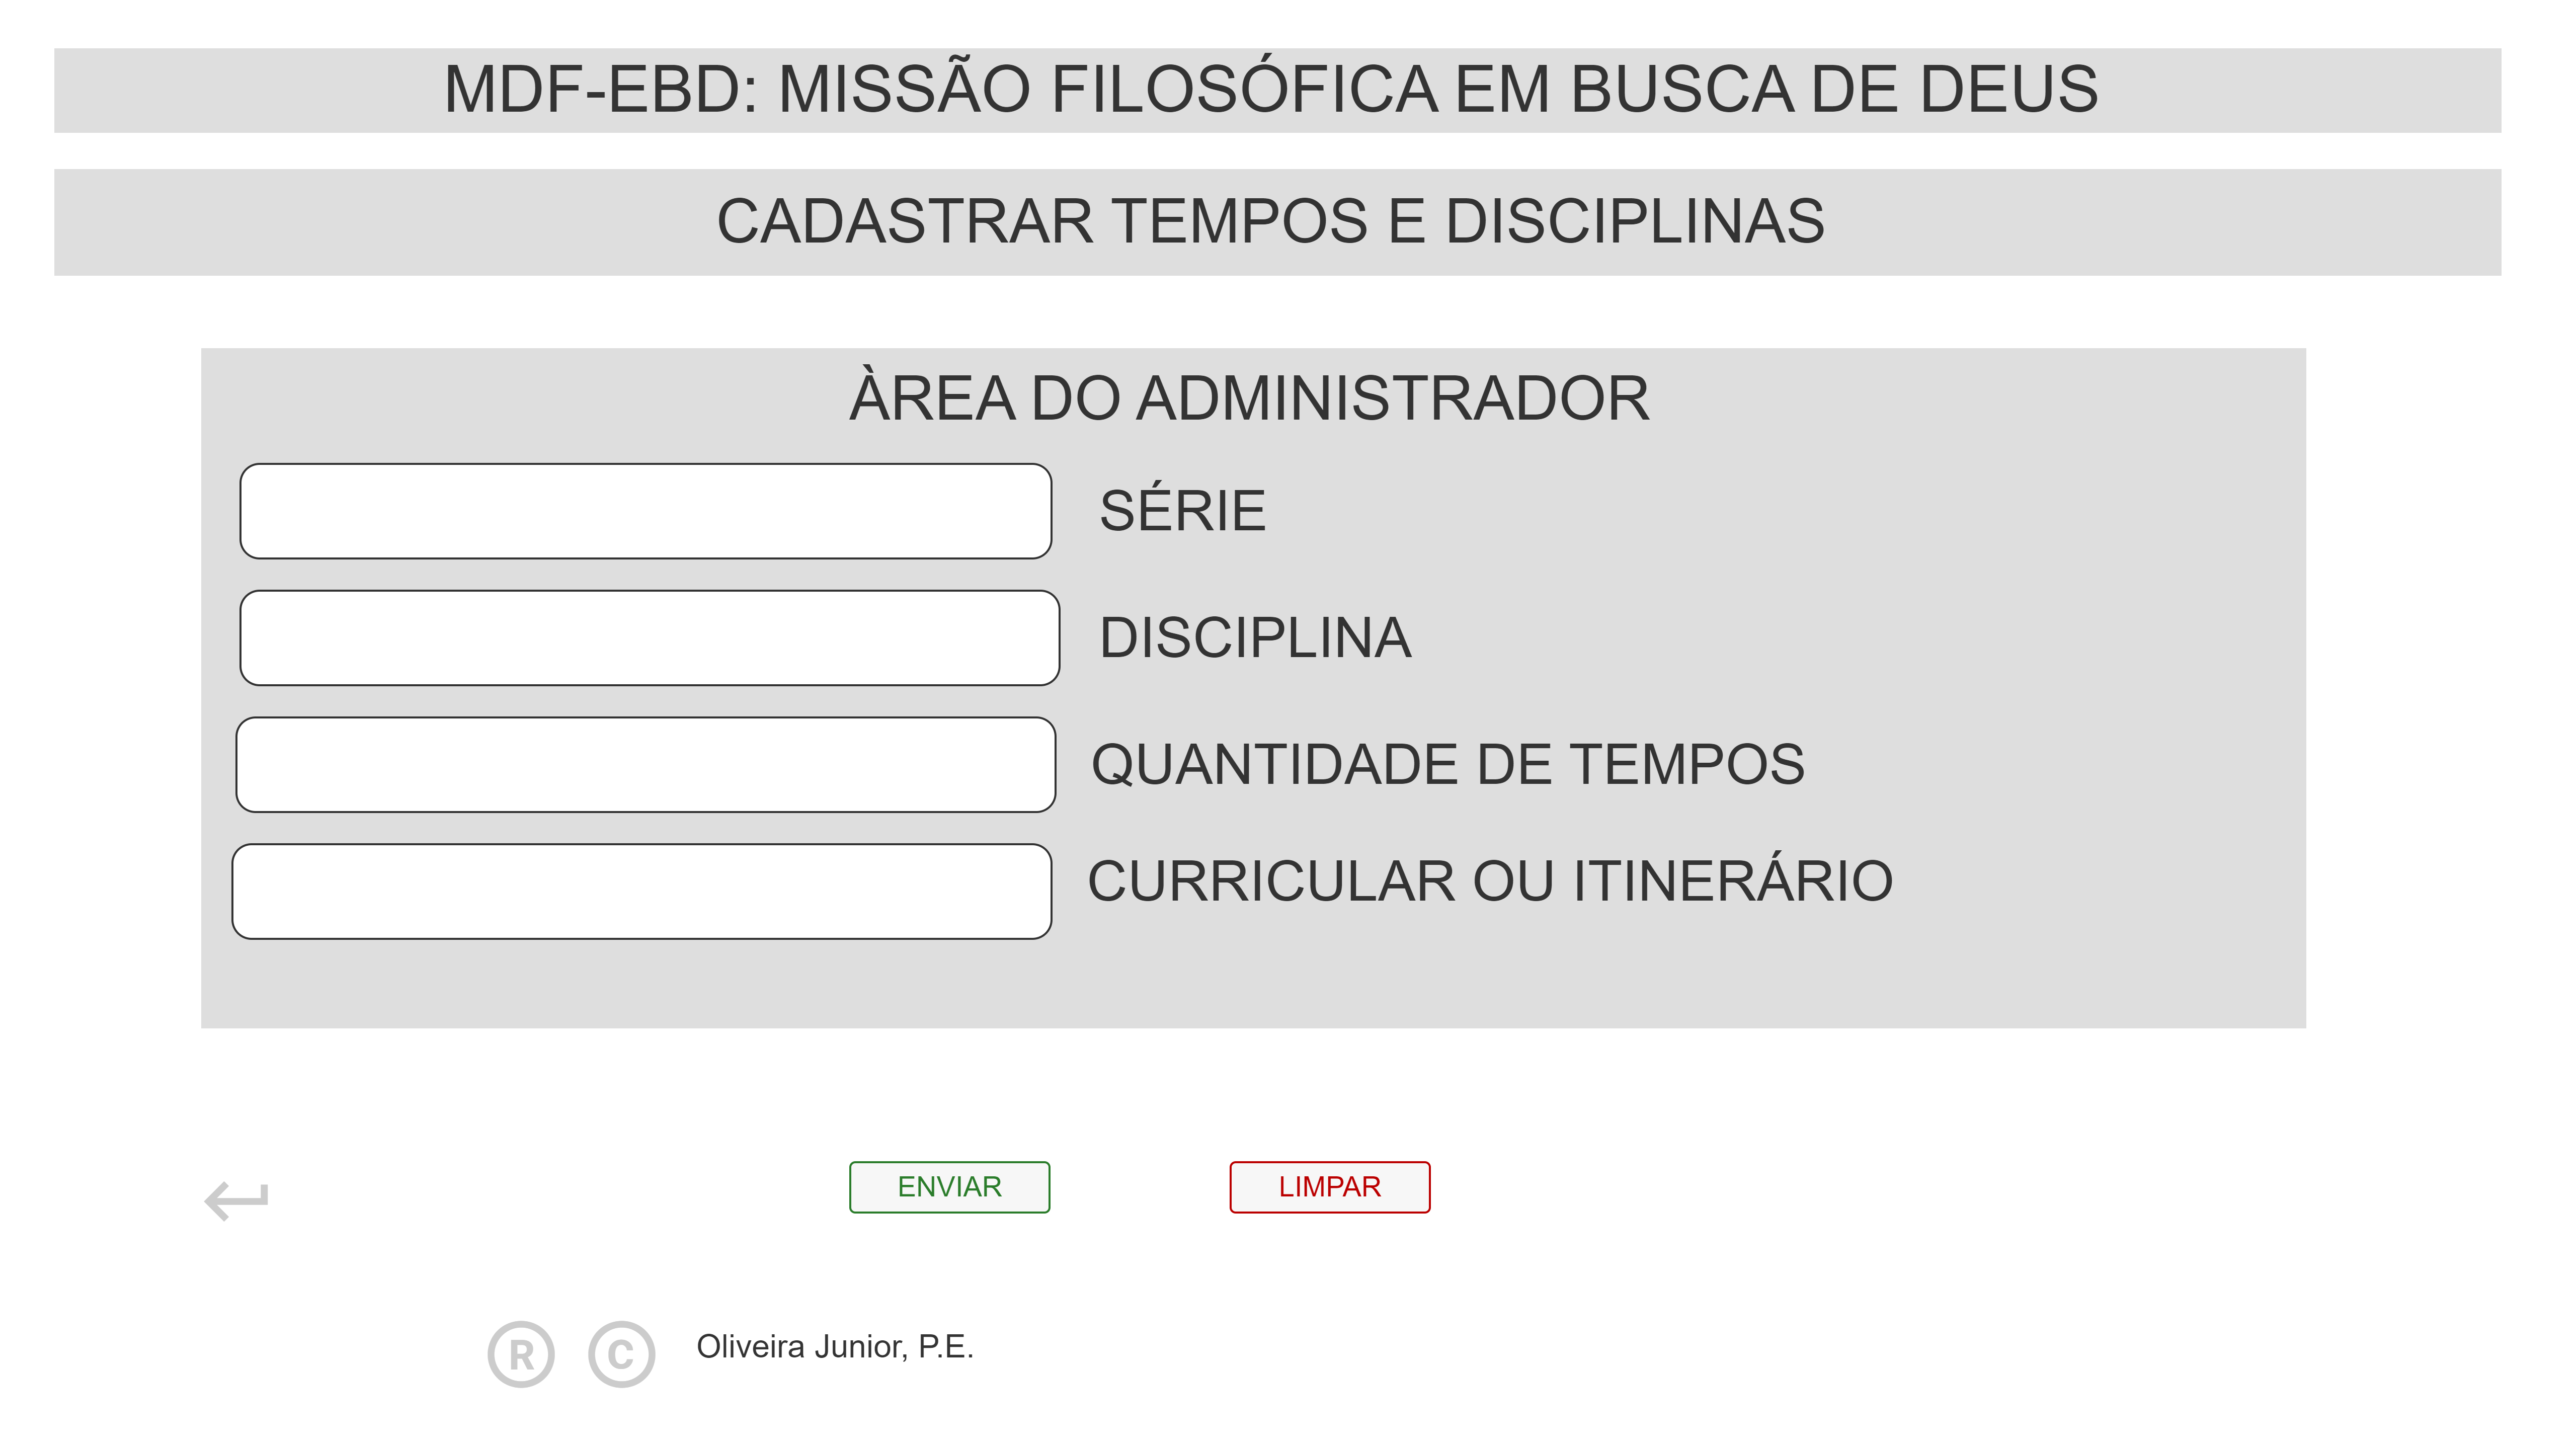 MDF-EBD: MISSÃO FILOSÓFICA EM BUSCA DE DEUS
CADASTRAR TEMPOS E DISCIPLINAS
ÀREA DO ADMINISTRADOR
SÉRIE
DISCIPLINA
QUANTIDADE DE TEMPOS
CURRICULAR OU ITINERÁRIO
ENVIAR LIMPAR
® © Oliveira Junior, P.E.